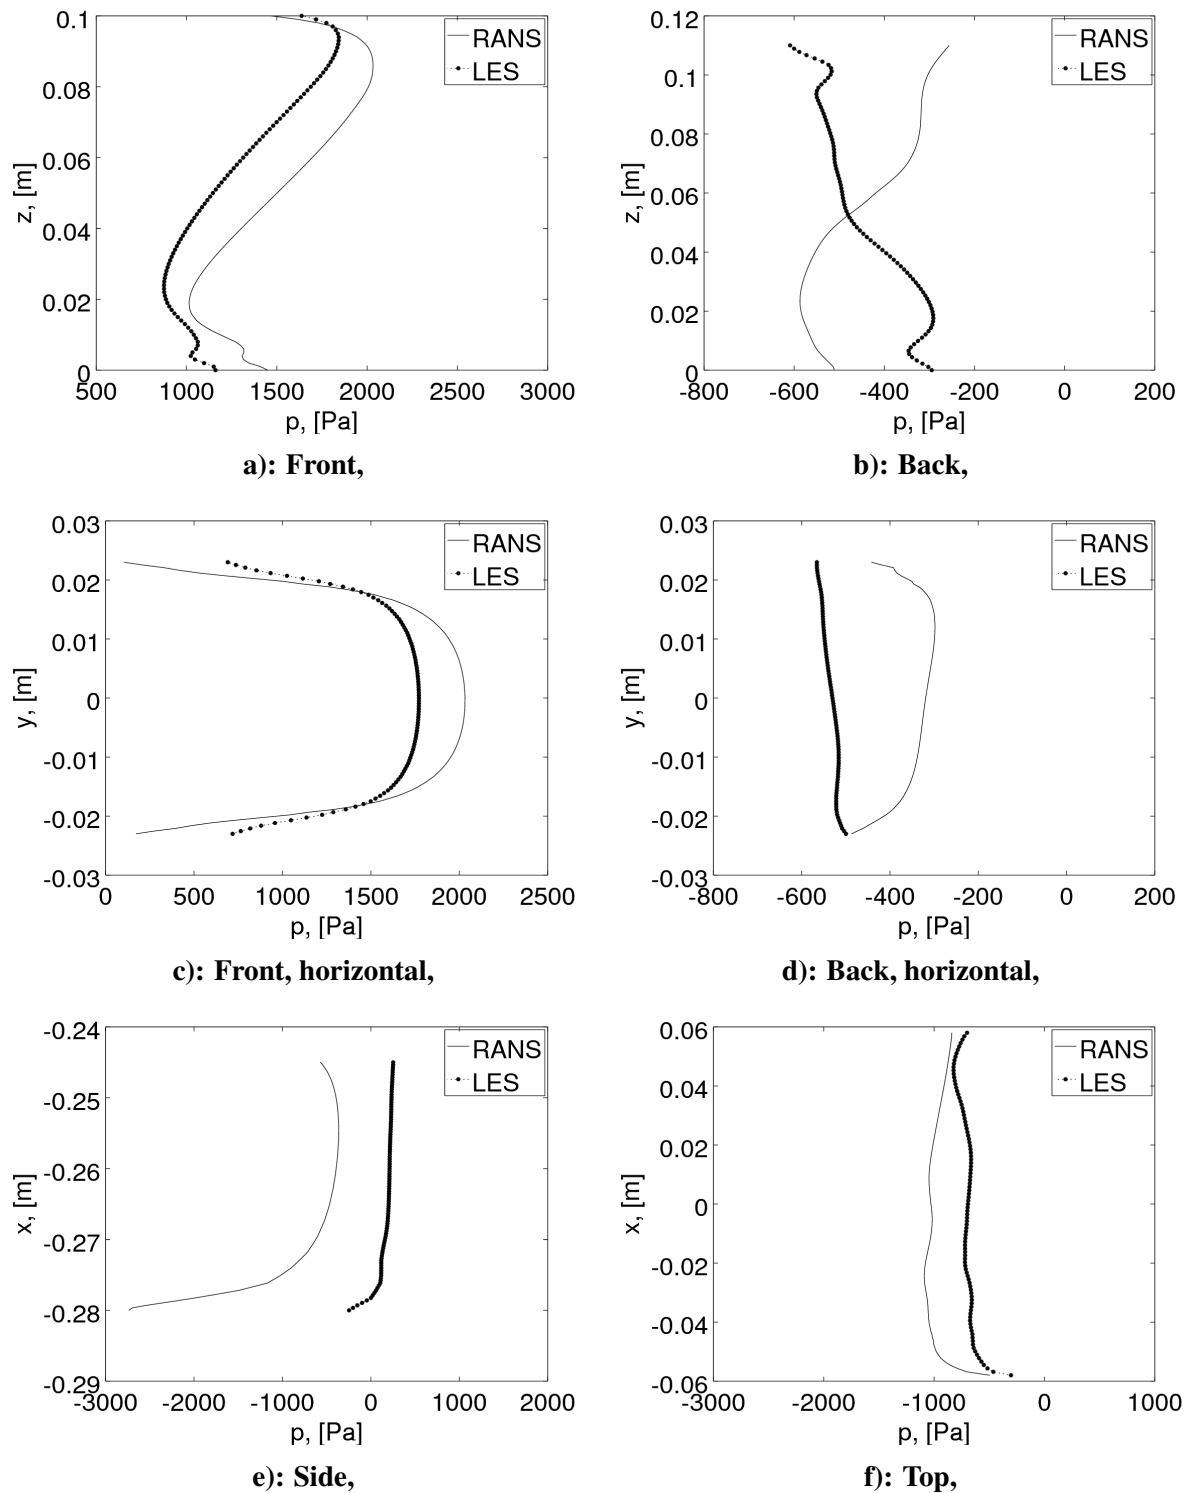 0.1
0.08
0.06
0.04
0.02
0
z, [m]
500 1000 1500 2000 2500 3000
p, [Pa]
RANS
LES
a): Front,
0.12
0.1
0.08
0.06
0.04
0.02
0
z, [m]
-800 -600 -400 -200 0 200
p, [Pa]
RANS
LES
b): Back,
0.03
0.02
0.01
0
-0.01
-0.02
-0.03
y, [m]
0 500 1000 1500 2000 2500
p, [Pa]
RANS
LES
c): Front, horizontal,
0.03
0.02
0.01
0
-0.01
-0.02
-0.03
y, [m]
-800 -600 -400 -200 0 200
p, [Pa]
RANS
LES
d): Back, horizontal,
-0.24
-0.25
-0.26
-0.27
-0.28
-0.29
x, [m]
-3000 -2000 -1000 0 1000 2000
p, [Pa]
RANS
LES
e): Side,
0.06
0.04
0.02
0
-0.02
-0.04
-0.06
x, [m]
-3000 -2000 -1000 0 1000
p, [Pa]
RANS
LES
f): Top,